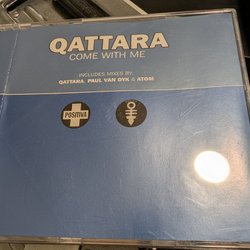 QATTARA
COME WITH ME
INCLUDES MIXES BY:
QATTARA, PAUL VAN DYK & ATOM
POSITIVA